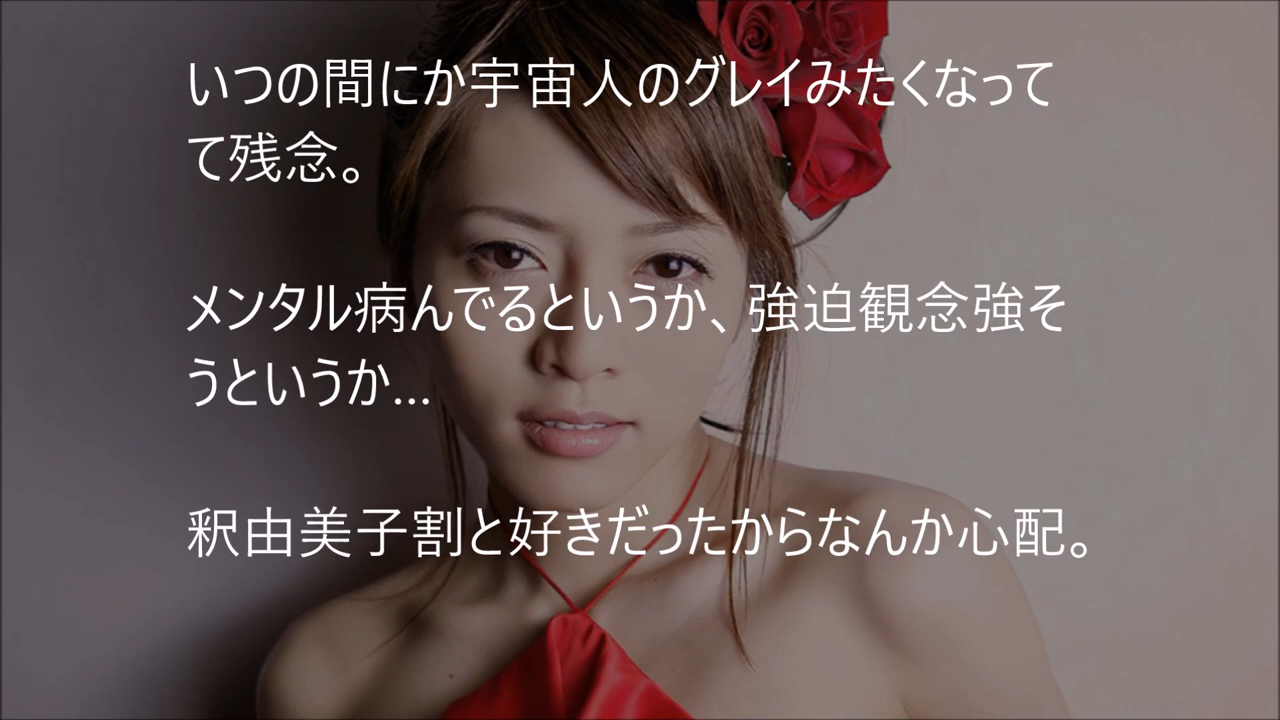 いつの間にか宇宙人のグレイみたくなって
て残念。
メンタル病んでるというか、強迫観念強そ
うというか…
釈由美子割と好きだったからなんか心配。